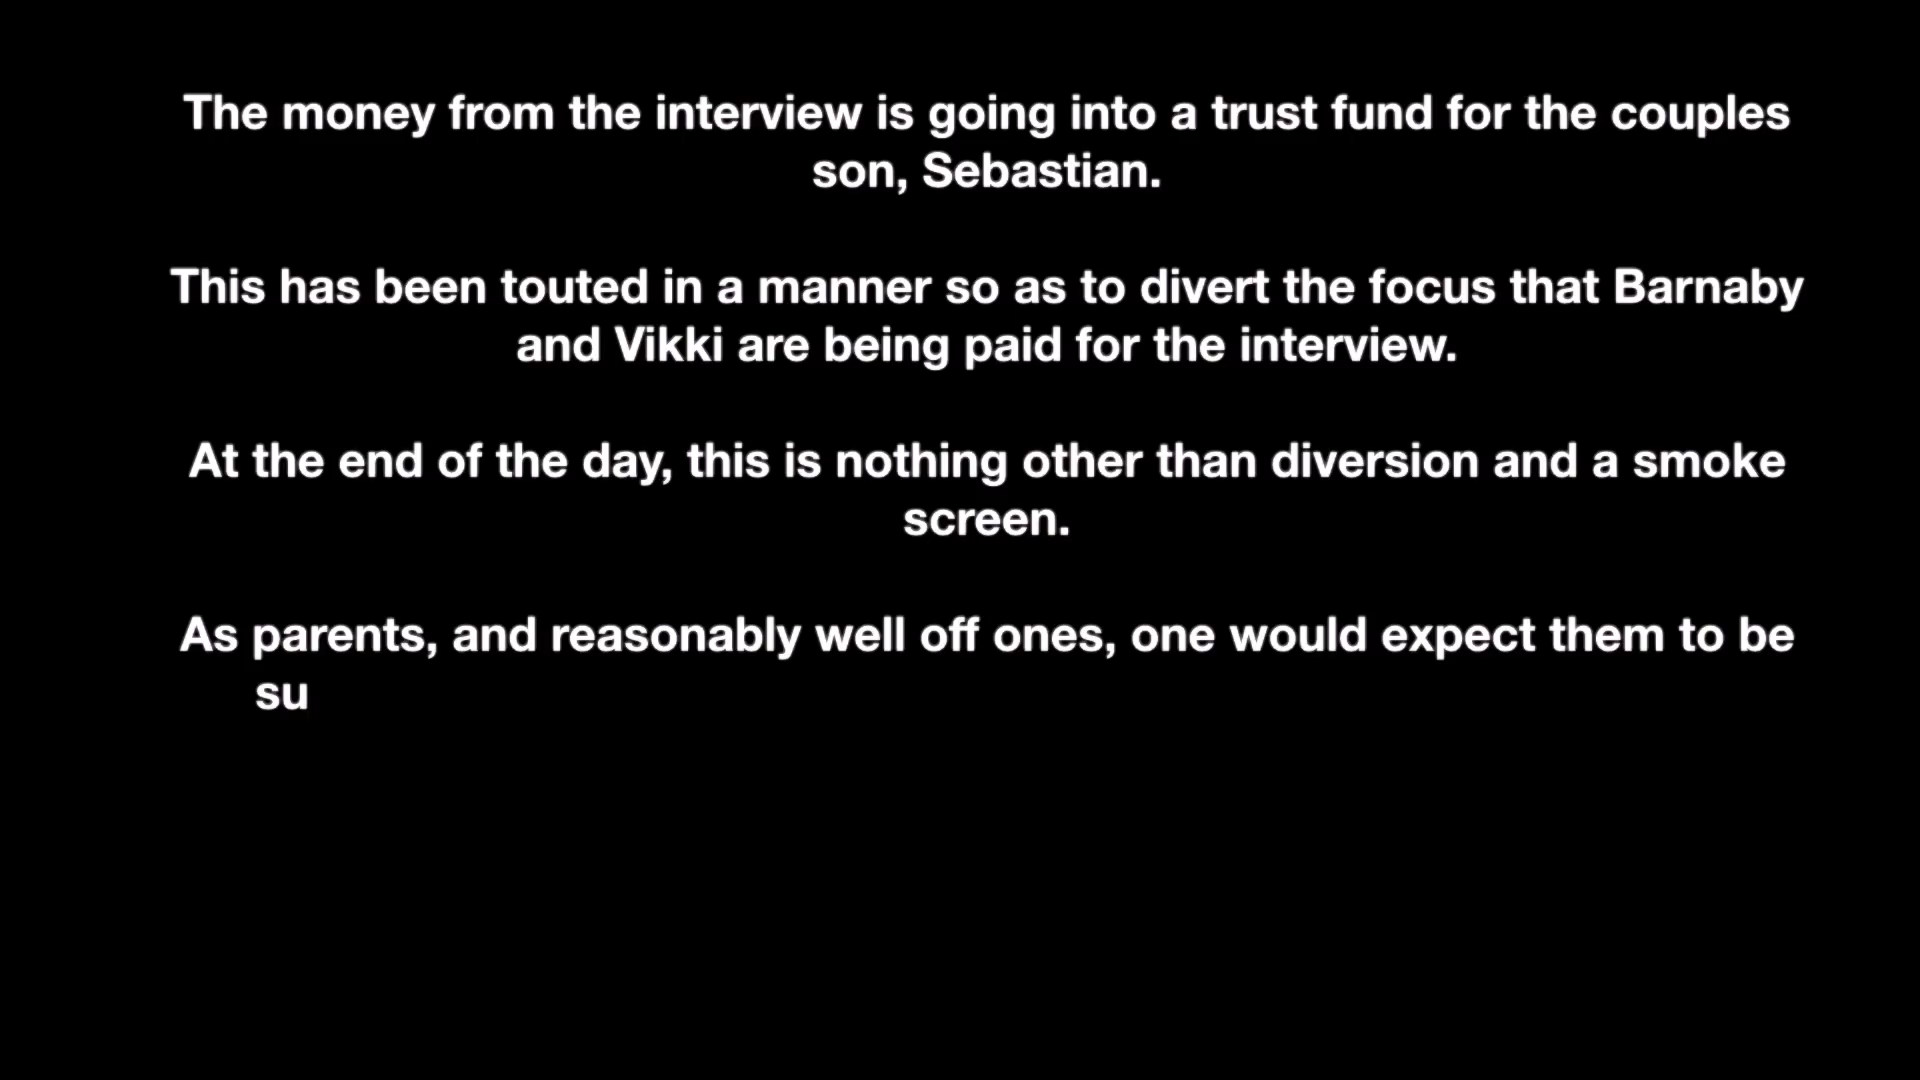 The money from the interview is going into a trust fund for the couples
son, Sebastian.
This has been touted in a manner so as to divert the focus that Barnaby
and Vikki are being paid for the interview.
At the end of the day, this is nothing other than diversion and a smoke
screen.
As parents, and reasonably well off ones, one would expect them to be
su